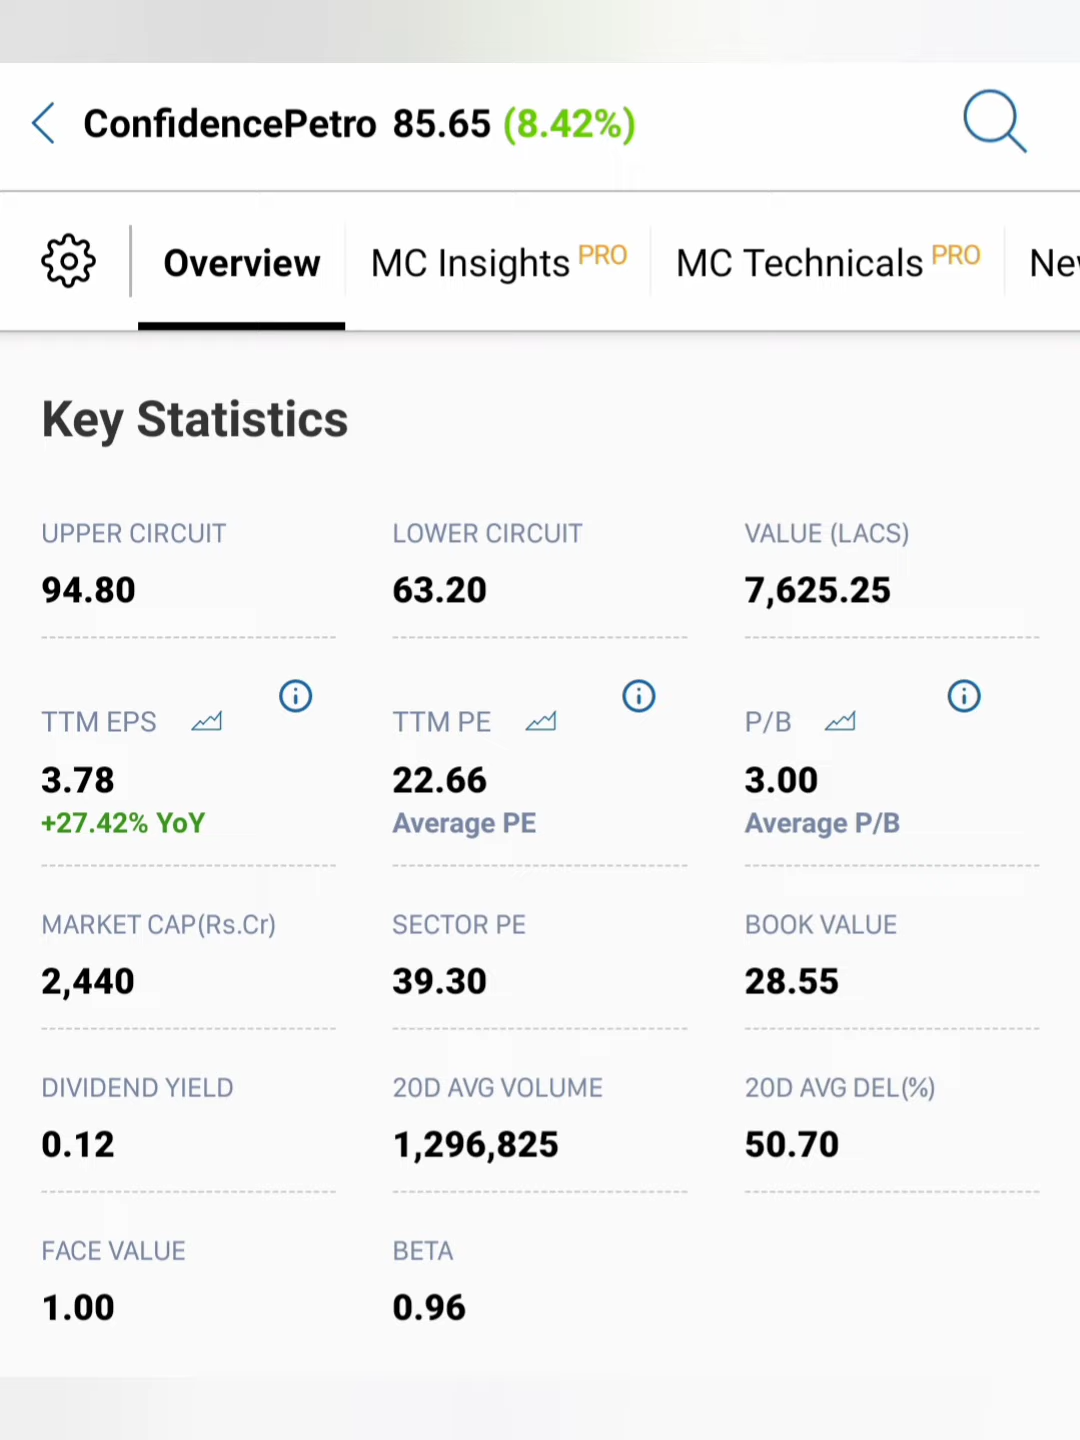 ConfidencePetro 85.65 (8.42%)
Overview MC Insights PRO MC Technicals PRO
Key Statistics
UPPER CIRCUIT LOWER CIRCUIT VALUE (LACS)
94.80 63.20 7,625.25
TTM EPS TTM PE P/B
3.78 22.66 3.00
+27.42% YoY Average PE Average P/B
MARKET CAP(Rs.Cr) SECTOR PE BOOK VALUE
2,440 39.30 28.55
DIVIDEND YIELD 20D AVG VOLUME 20D AVG DEL(%)
0.12 1,296,825 50.70
FACE VALUE BETA
1.00 0.96